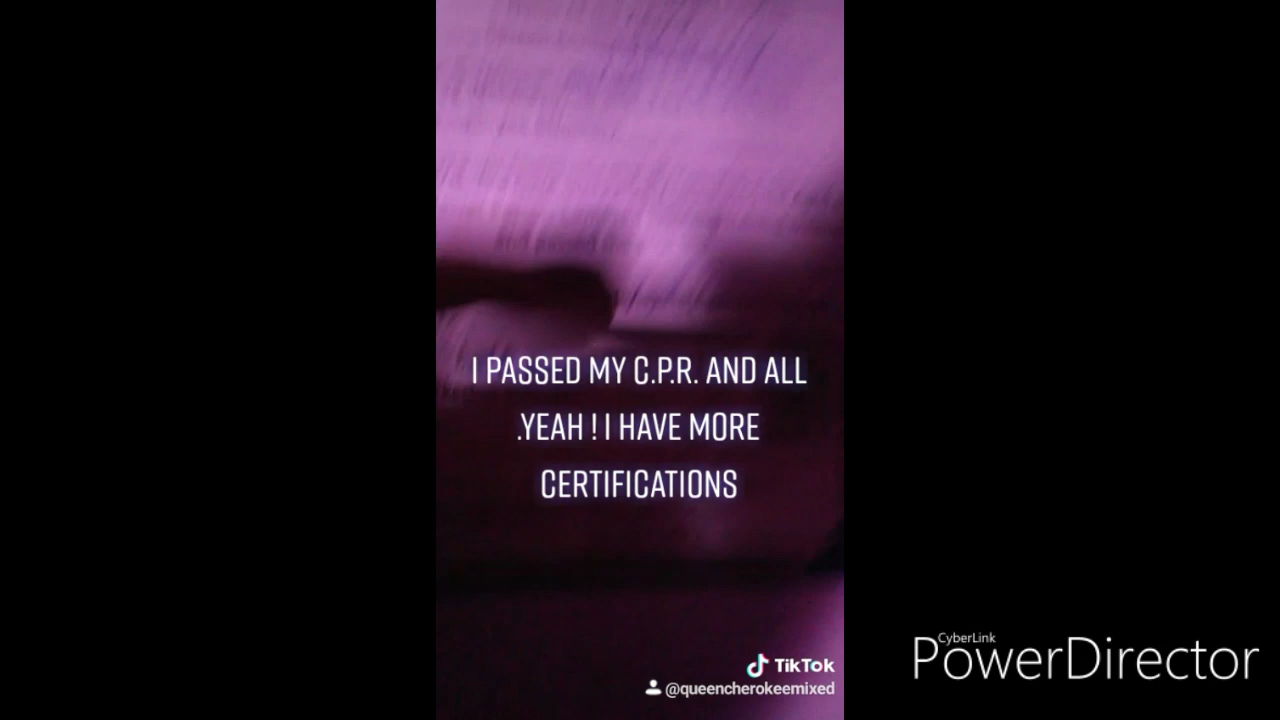 I PASSED MY C.P.R. AND ALL
.YEAH ! I HAVE MORE
CERTIFICATIONS
TikTok
@queencherokeemixed
CyberLink
PowerDirector